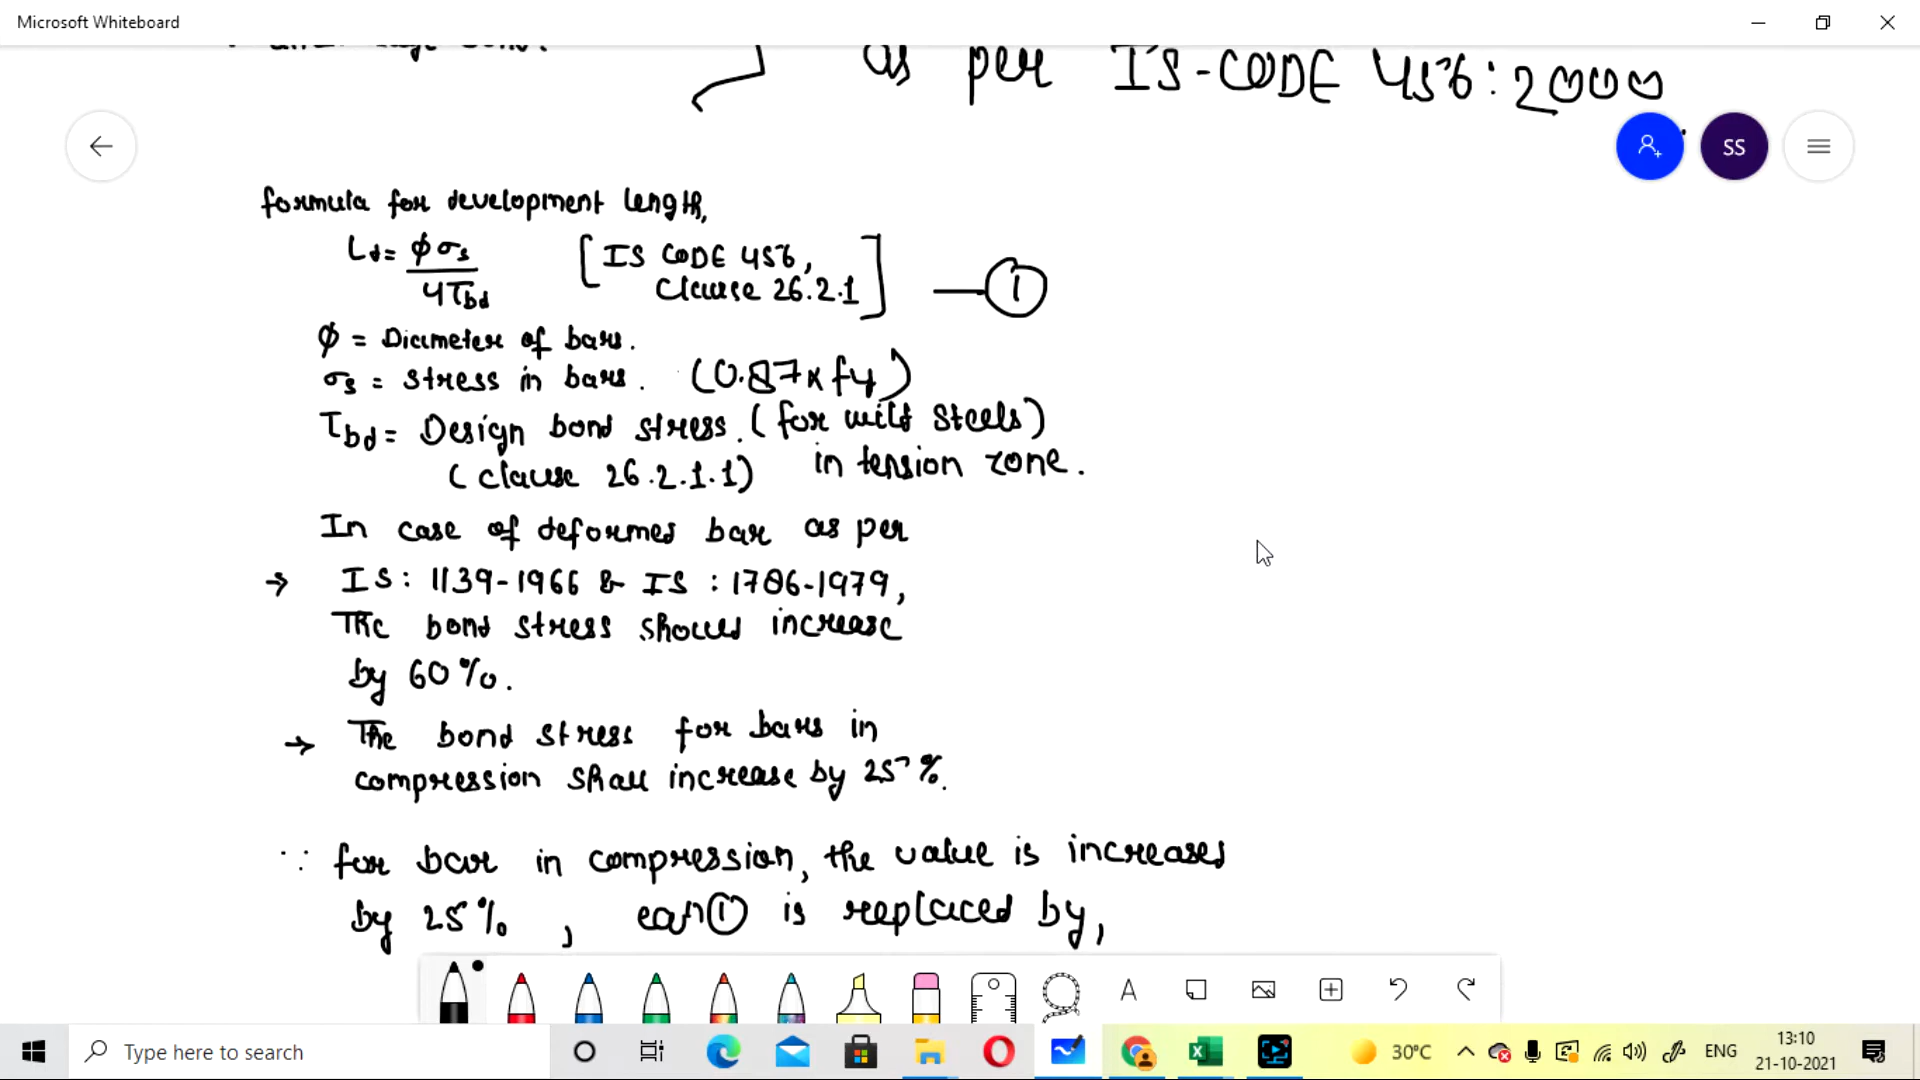 Microsoft Whiteboard
as per IS-CODE 456:2000
SS
formula for development length,
Ld = φσs / 4τbd [IS CODE 456, Clause 26.2.1] — ①
φ = Diameter of bars.
σs = Stress in bars. (0.87xfy)
τbd = Design bond stress. (for mild steels)
(clause 26.2.1.1) in tension zone.
In case of deformed bar as per
→ IS: 1139-1966 & IS : 1786-1979,
The bond stress should increase
by 60%.
→ The bond stress for bars in
compression shall increase by 25%.
∵ for bar in compression, the value is increased
by 25%, eqn ① is replaced by,
A
Type here to search
30°C
ENG
13:10
21-10-2021